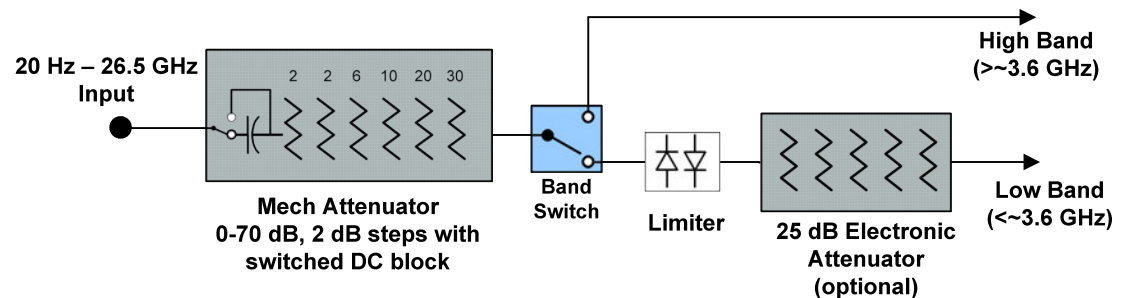 20 Hz – 26.5 GHz
Input
2 2 6 10 20 30
Mech Attenuator
0-70 dB, 2 dB steps with
switched DC block
Band
Switch
Limiter
25 dB Electronic
Attenuator
(optional)
High Band
(>~3.6 GHz)
Low Band
(<~3.6 GHz)